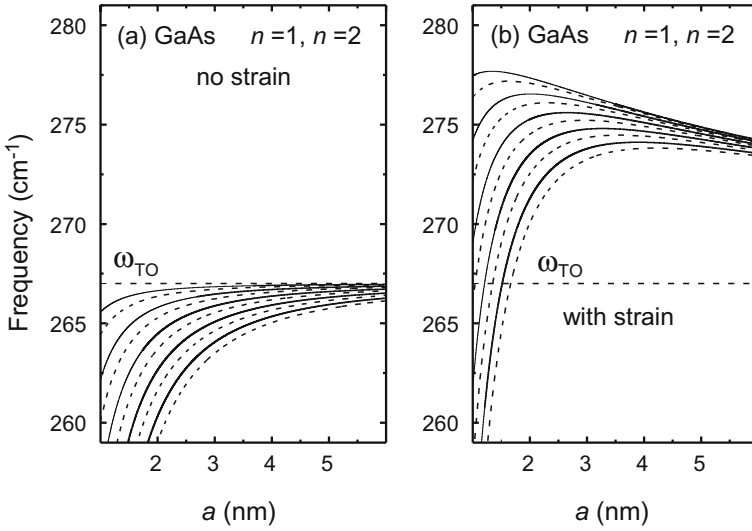 280
275
270
265
260
Frequency (cm⁻¹)
(a) GaAs n=1, n=2
no strain
ω_TO
2 3 4 5
a (nm)
280
275
270
265
260
(b) GaAs n=1, n=2
ω_TO
with strain
2 3 4 5
a (nm)